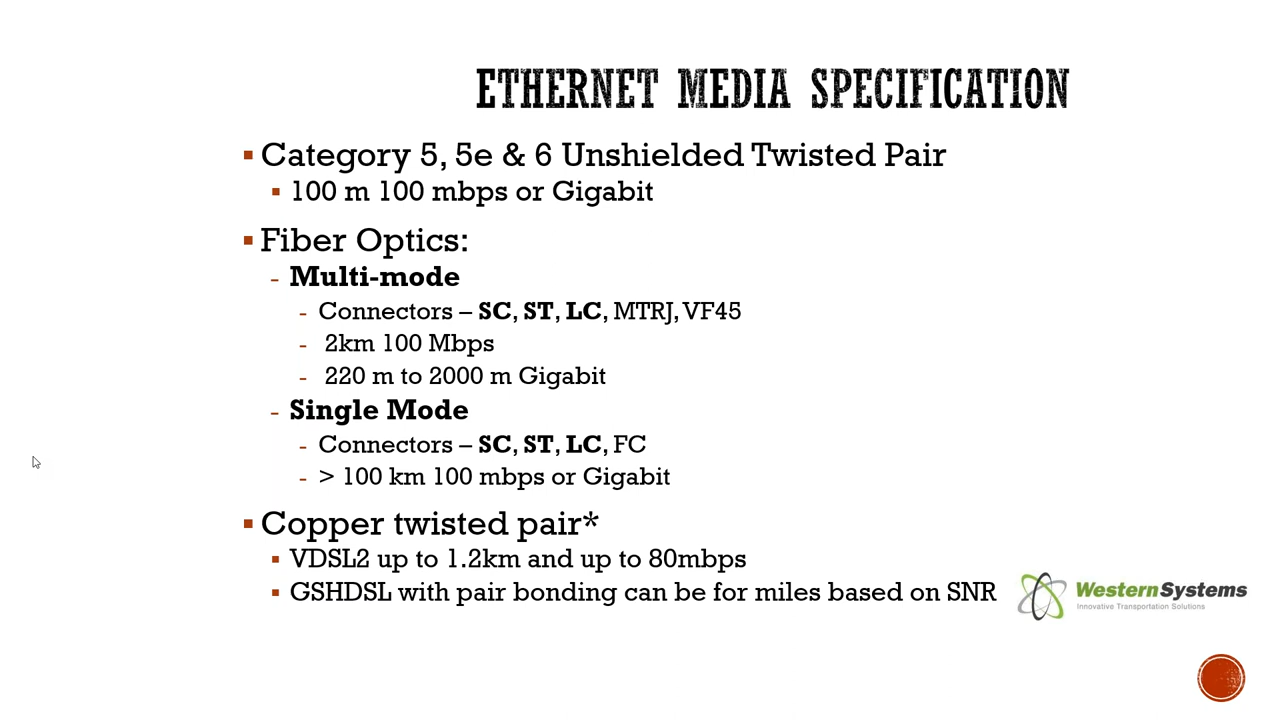 ETHERNET MEDIA SPECIFICATION
Category 5, 5e & 6 Unshielded Twisted Pair
100 m 100 mbps or Gigabit
Fiber Optics:
- Multi-mode
- Connectors – SC, ST, LC, MTRJ, VF45
- 2km 100 Mbps
- 220 m to 2000 m Gigabit
- Single Mode
- Connectors – SC, ST, LC, FC
- > 100 km 100 mbps or Gigabit
Copper twisted pair*
VDSL2 up to 1.2km and up to 80mbps
GSHDSL with pair bonding can be for miles based on SNR
WesternSystems
Innovative Transportation Solutions